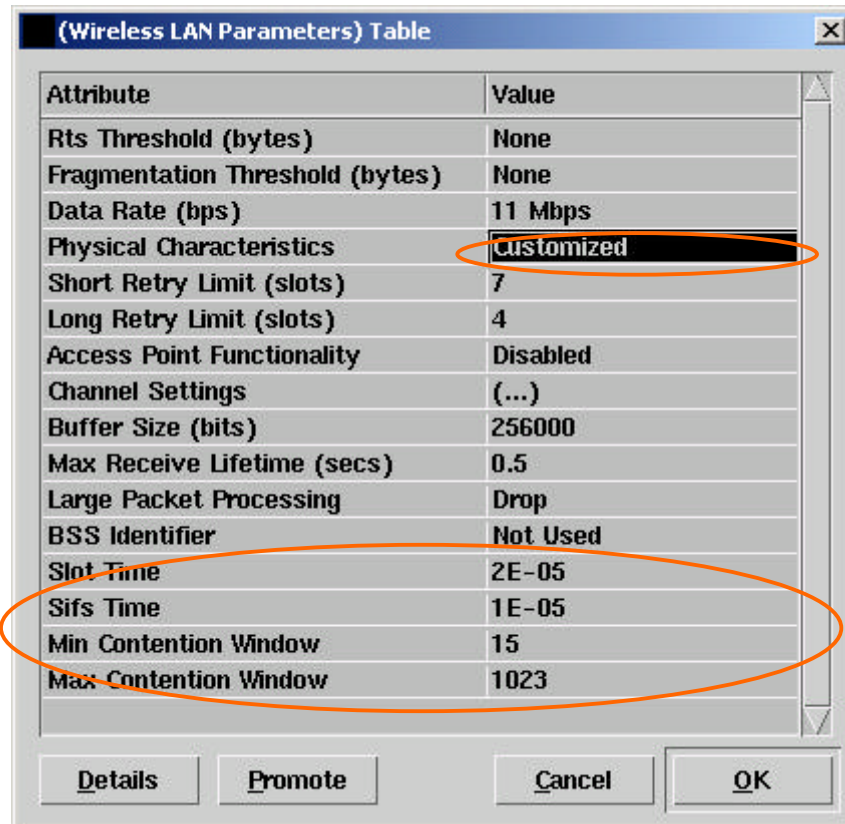 (Wireless LAN Parameters) Table
Attribute Value
Rts Threshold (bytes) None
Fragmentation Threshold (bytes) None
Data Rate (bps) 11 Mbps
Physical Characteristics Customized
Short Retry Limit (slots) 7
Long Retry Limit (slots) 4
Access Point Functionality Disabled
Channel Settings (...)
Buffer Size (bits) 256000
Max Receive Lifetime (secs) 0.5
Large Packet Processing Drop
BSS Identifier Not Used
Slot Time 2E-05
Sifs Time 1E-05
Min Contention Window 15
Max Contention Window 1023
Details Promote Cancel OK